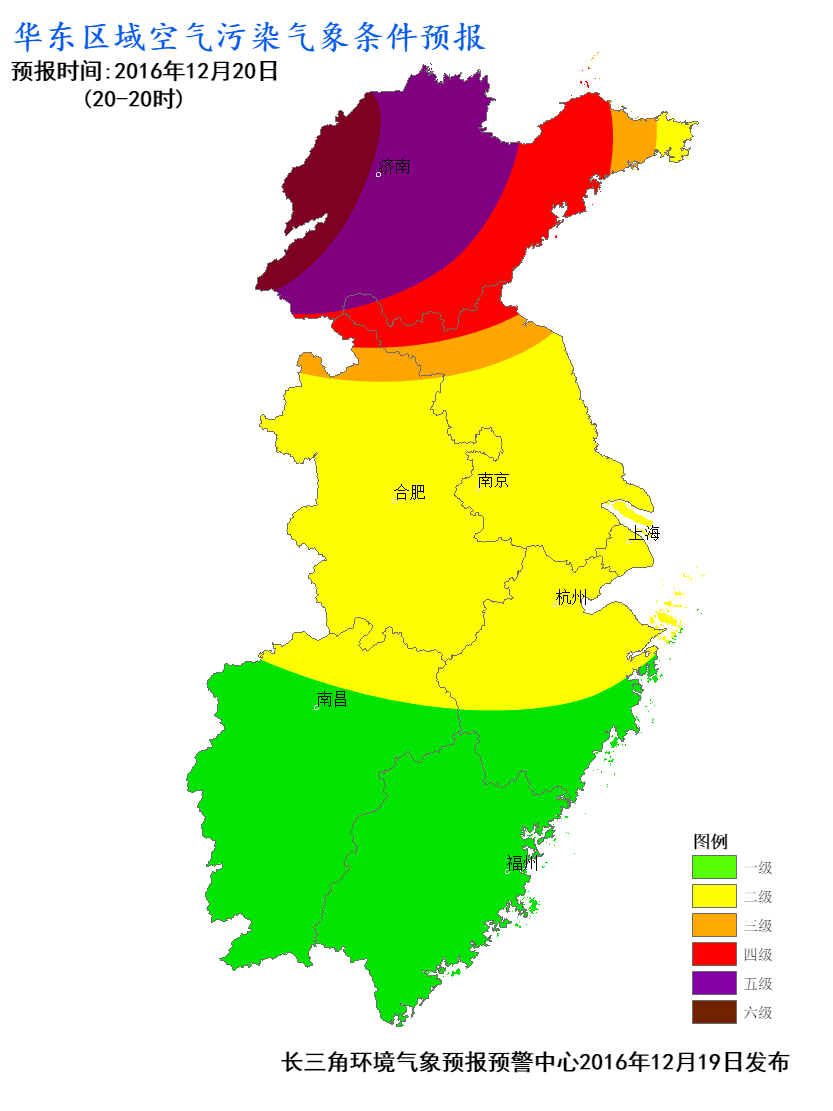 华东区域空气污染气象条件预报
预报时间:2016年12月20日
(20-20时)
济南
合肥
南京
上海
杭州
南昌
福州
图例
一级
二级
三级
四级
五级
六级
长三角环境气象预报预警中心2016年12月19日发布